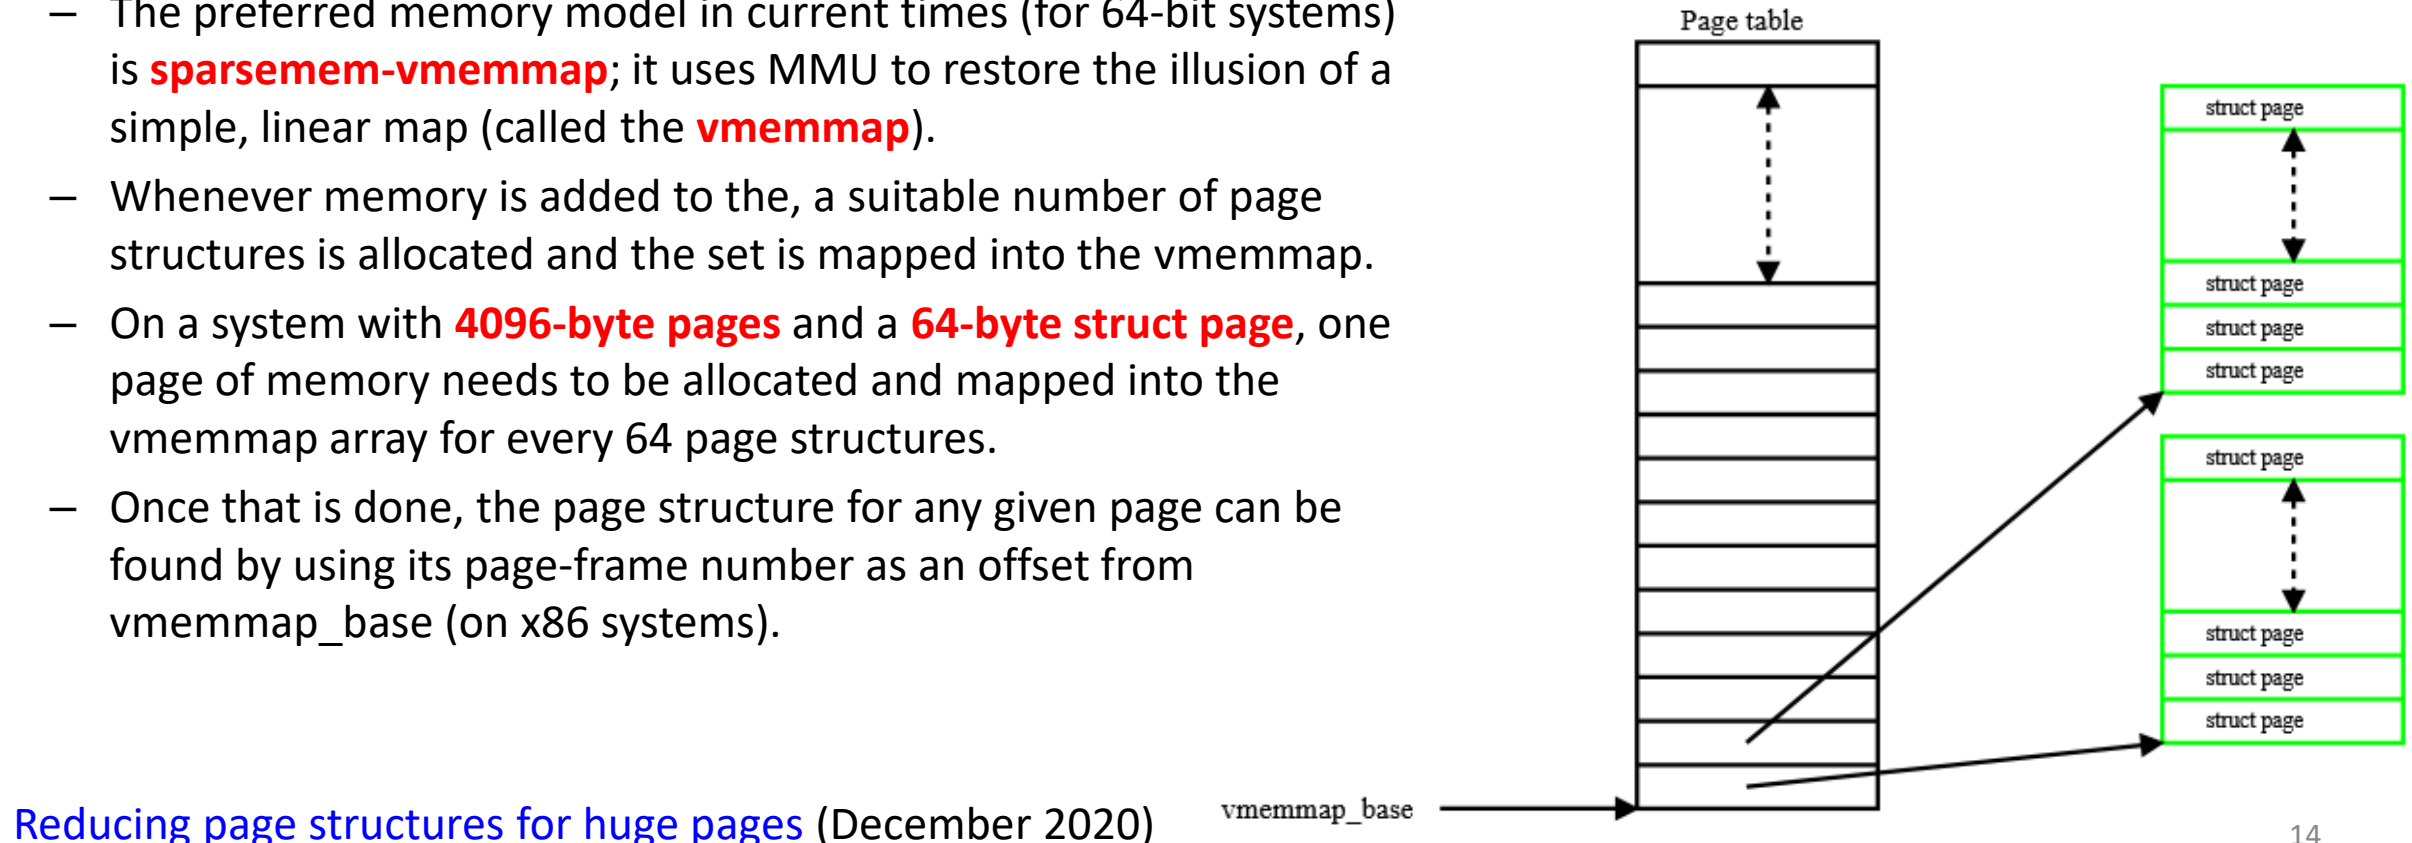 – The preferred memory model in current times (for 64-bit systems)
is sparsemem-vmemmap; it uses MMU to restore the illusion of a
simple, linear map (called the vmemmap).
– Whenever memory is added to the, a suitable number of page
structures is allocated and the set is mapped into the vmemmap.
– On a system with 4096-byte pages and a 64-byte struct page, one
page of memory needs to be allocated and mapped into the
vmemmap array for every 64 page structures.
– Once that is done, the page structure for any given page can be
found by using its page-frame number as an offset from
vmemmap_base (on x86 systems).
Reducing page structures for huge pages (December 2020)
Page table
vmemmap_base
struct page
struct page
struct page
struct page
struct page
struct page
struct page
struct page
14